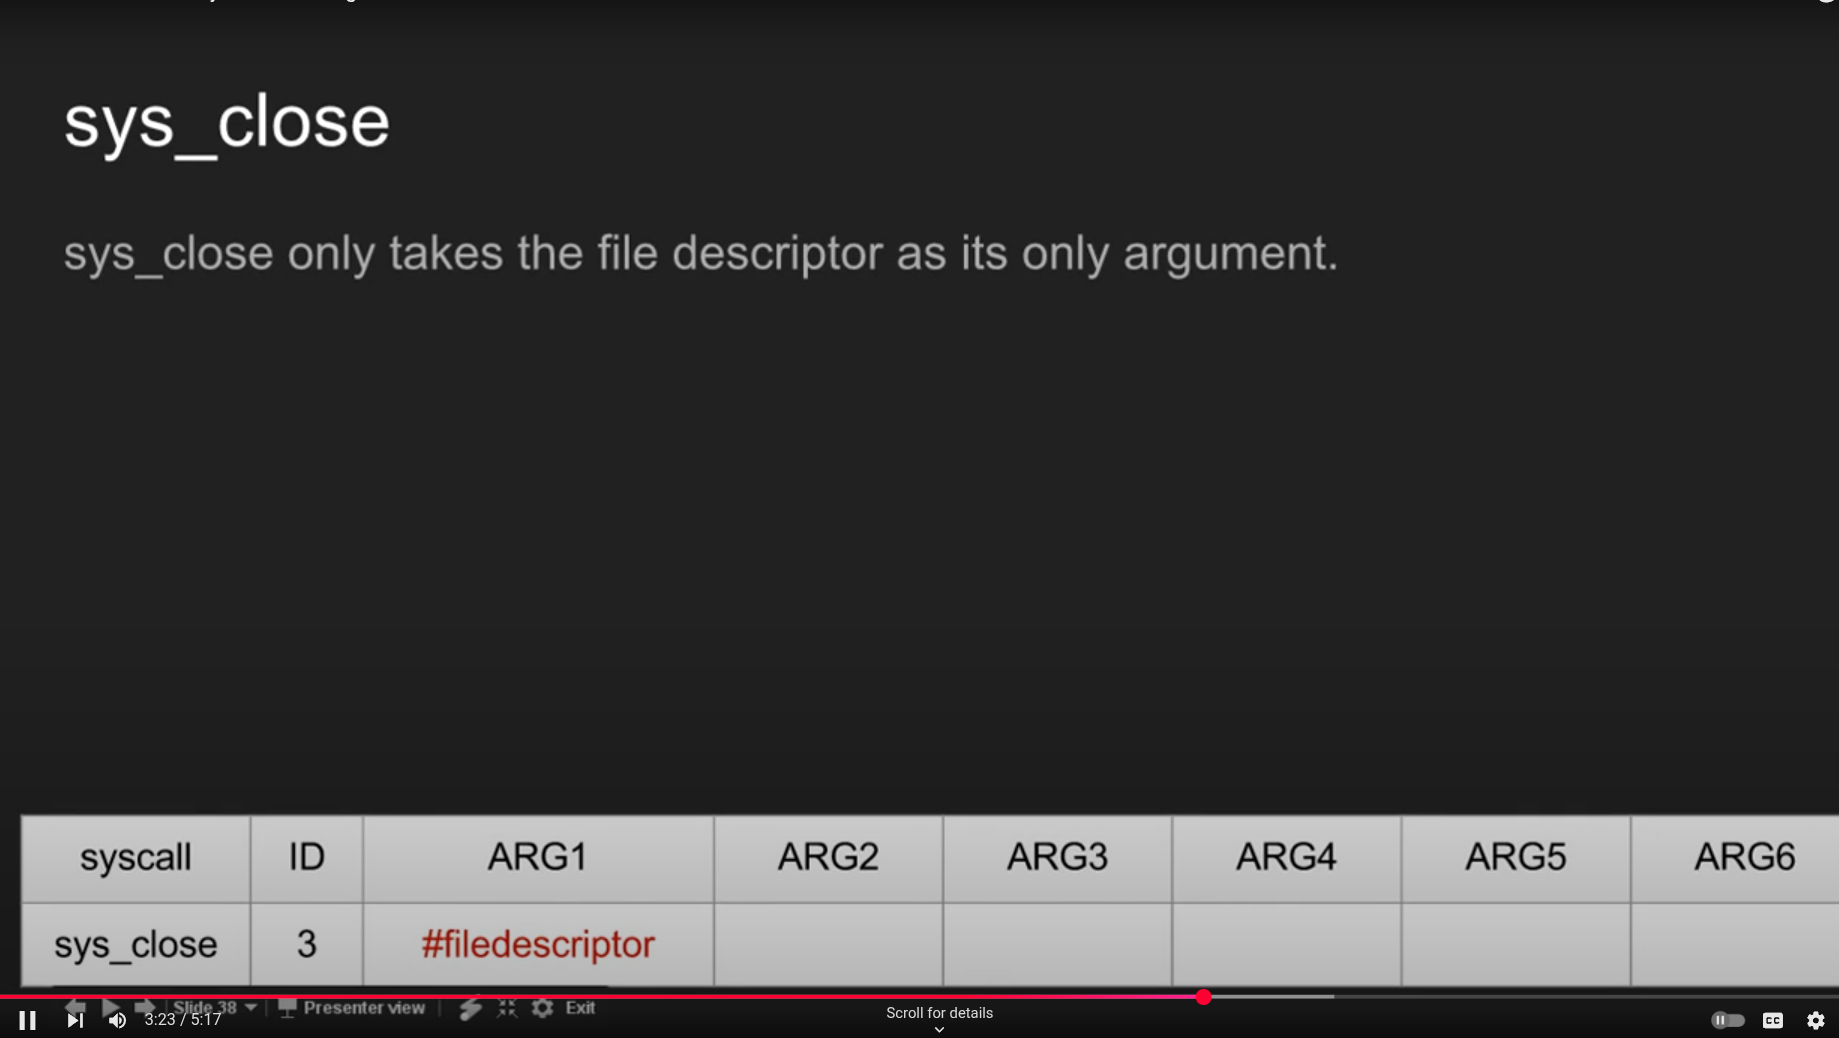 sys_close
sys_close only takes the file descriptor as its only argument.
syscall ID ARG1 ARG2 ARG3 ARG4 ARG5 ARG6
sys_close 3 #filedescriptor
Slide 38 Presenter view Exit
3:23 / 5:17
Scroll for details
CC